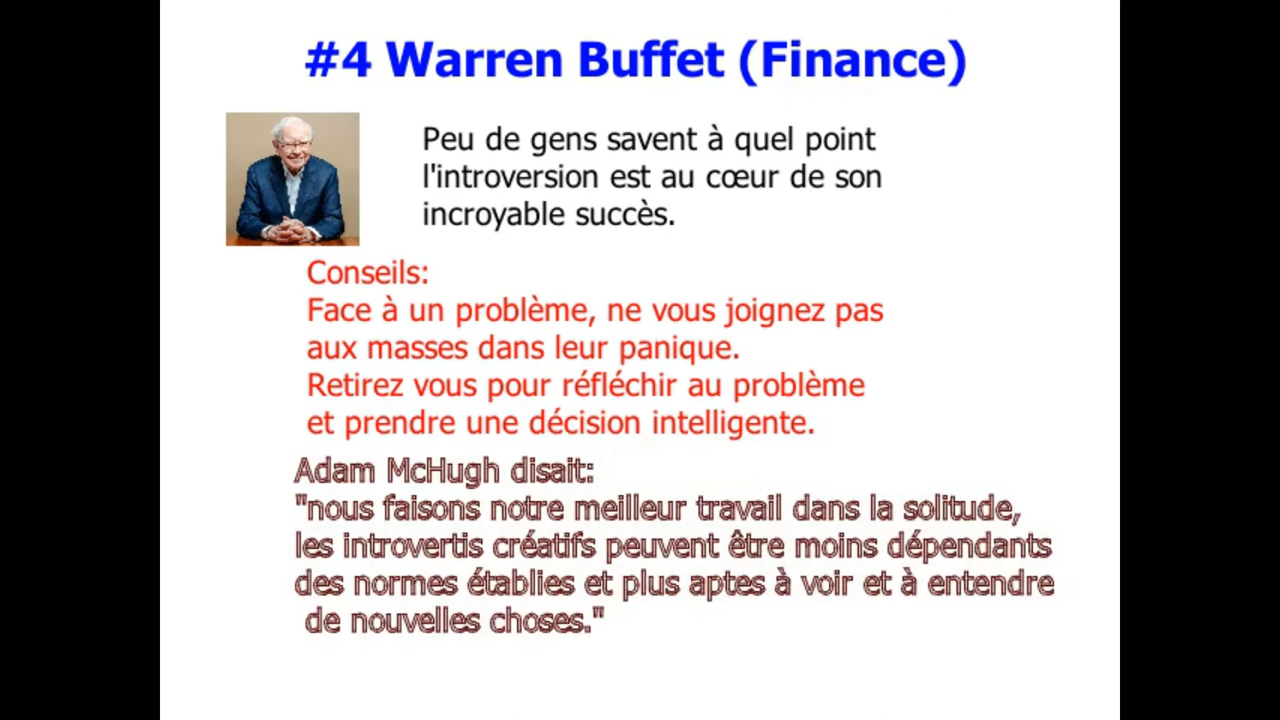 #4 Warren Buffet (Finance)
Peu de gens savent à quel point
l'introversion est au cœur de son
incroyable succès.
Conseils:
Face à un problème, ne vous joignez pas
aux masses dans leur panique.
Retirez vous pour réfléchir au problème
et prendre une décision intelligente.
Adam McHugh disait:
"nous faisons notre meilleur travail dans la solitude,
les introvertis créatifs peuvent être moins dépendants
des normes établies et plus aptes à voir et à entendre
de nouvelles choses."